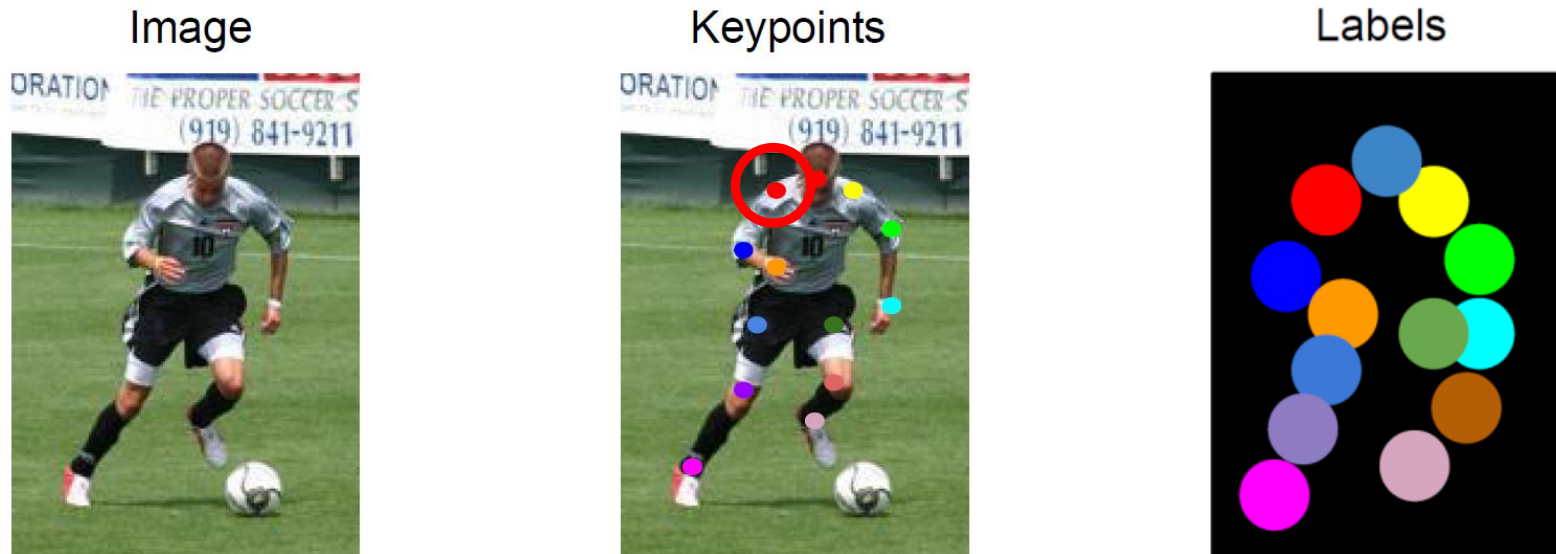 Image
Keypoints
Labels
ORATION
THE PROPER SOCCER S
(919) 841-9211
10
ORATION
THE PROPER SOCCER S
(919) 841-9211
10